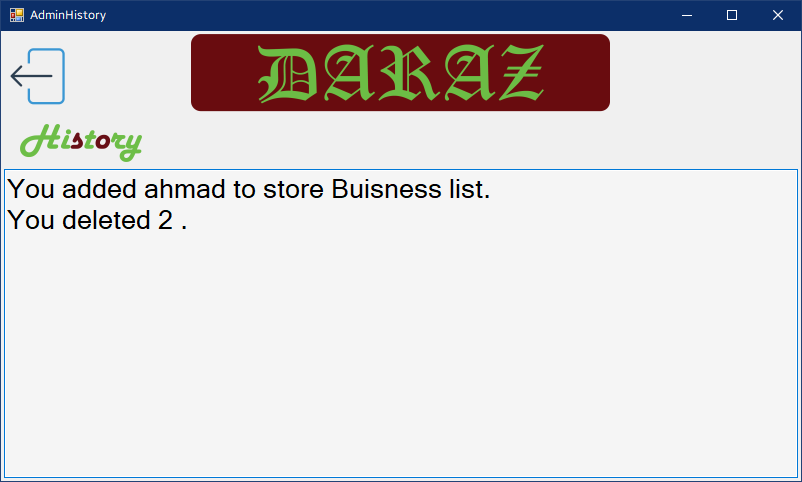 AdminHistory
DARAZ
History
You added ahmad to store Buisness list.
You deleted 2 .